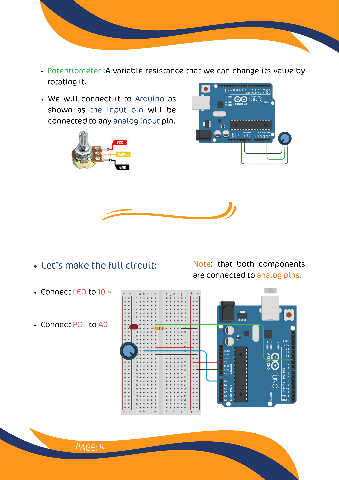 • Potentiometer :A variable resistance that we can change its value by
rotating it.
• We will connect it to Arduino as
shown as the input pin will be
connected to any analog input pin.
• Let's make the full circuit:
Note: that both components
are connected to analog pins.
• Connect LED to 10 ~
• Connect POT to A0